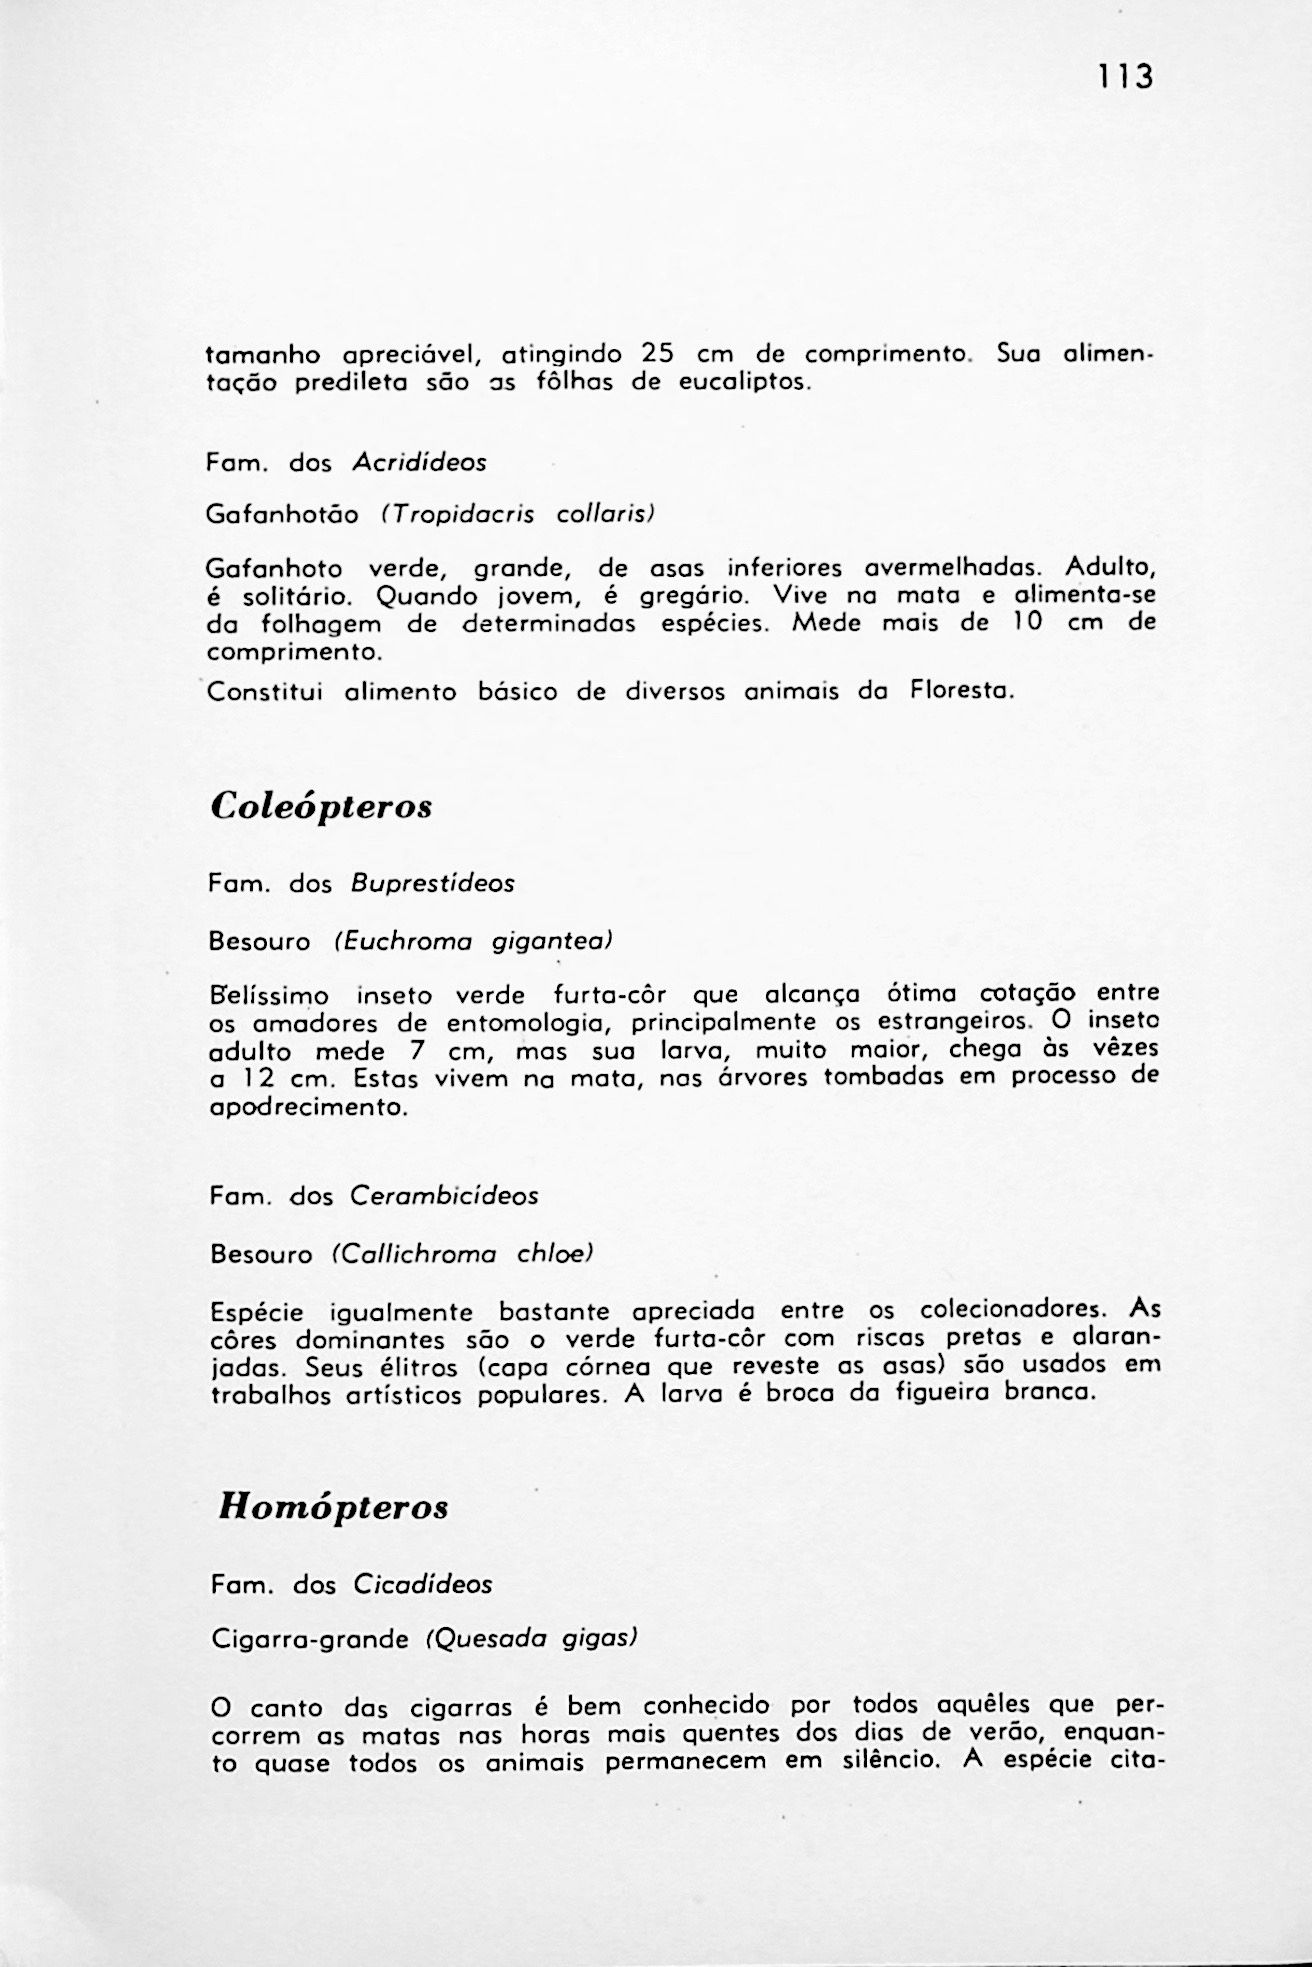 113
tamanho apreciável, atingindo 25 cm de comprimento. Sua alimen-
tação predileta são as fôlhas de eucaliptos.
Fam. dos Acridídeos
Gafanhotão (Tropidacris collaris)
Gafanhoto verde, grande, de asas inferiores avermelhadas. Adulto,
é solitário. Quando jovem, é gregário. Vive na mata e alimenta-se
da folhagem de determinadas espécies. Mede mais de 10 cm de
comprimento.
Constitui alimento básico de diversos animais da Floresta.
Coleópteros
Fam. dos Buprestídeos
Besouro (Euchroma gigantea)
Belíssimo inseto verde furta-côr que alcança ótima cotação entre
os amadores de entomologia, principalmente os estrangeiros. O inseto
adulto mede 7 cm, mas sua larva, muito maior, chega às vêzes
a 12 cm. Estas vivem na mata, nas árvores tombadas em processo de
apodrecimento.
Fam. dos Cerambicídeos
Besouro (Callichroma chloe)
Espécie igualmente bastante apreciada entre os colecionadores. As
côres dominantes são o verde furta-côr com riscas pretas e alaran-
jadas. Seus élitros (capa córnea que reveste as asas) são usados em
trabalhos artísticos populares. A larva é broca da figueira branca.
Homópteros
Fam. dos Cicadídeos
Cigarra-grande (Quesada gigas)
O canto das cigarras é bem conhecido por todos aquêles que per-
correm as matas nas horas mais quentes dos dias de verão, enquan-
to quase todos os animais permanecem em silêncio. A espécie cita-